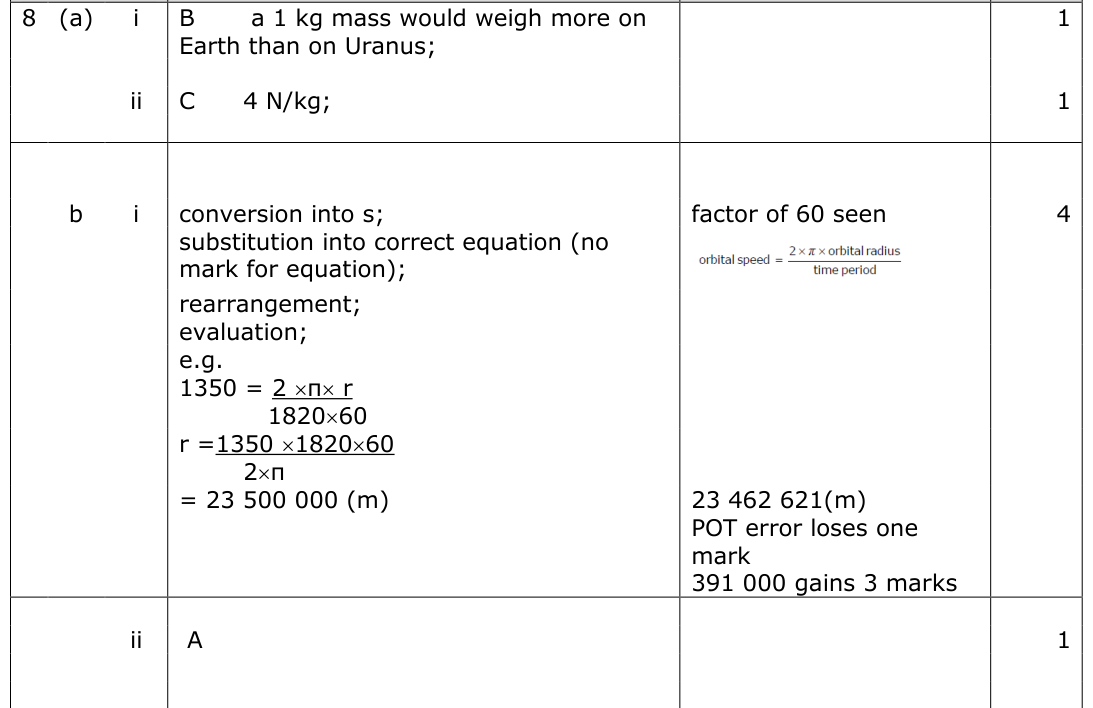 8 (a) i B a 1 kg mass would weigh more on 1
Earth than on Uranus;
ii C 4 N/kg; 1
b i conversion into s; factor of 60 seen 4
substitution into correct equation (no
mark for equation);
orbital speed = 2 × π × orbital radius
time period
rearrangement;
evaluation;
e.g.
1350 = 2 ×π× r
1820×60
r =1350 ×1820×60
2×π
= 23 500 000 (m) 23 462 621(m)
POT error loses one
mark
391 000 gains 3 marks
ii A 1